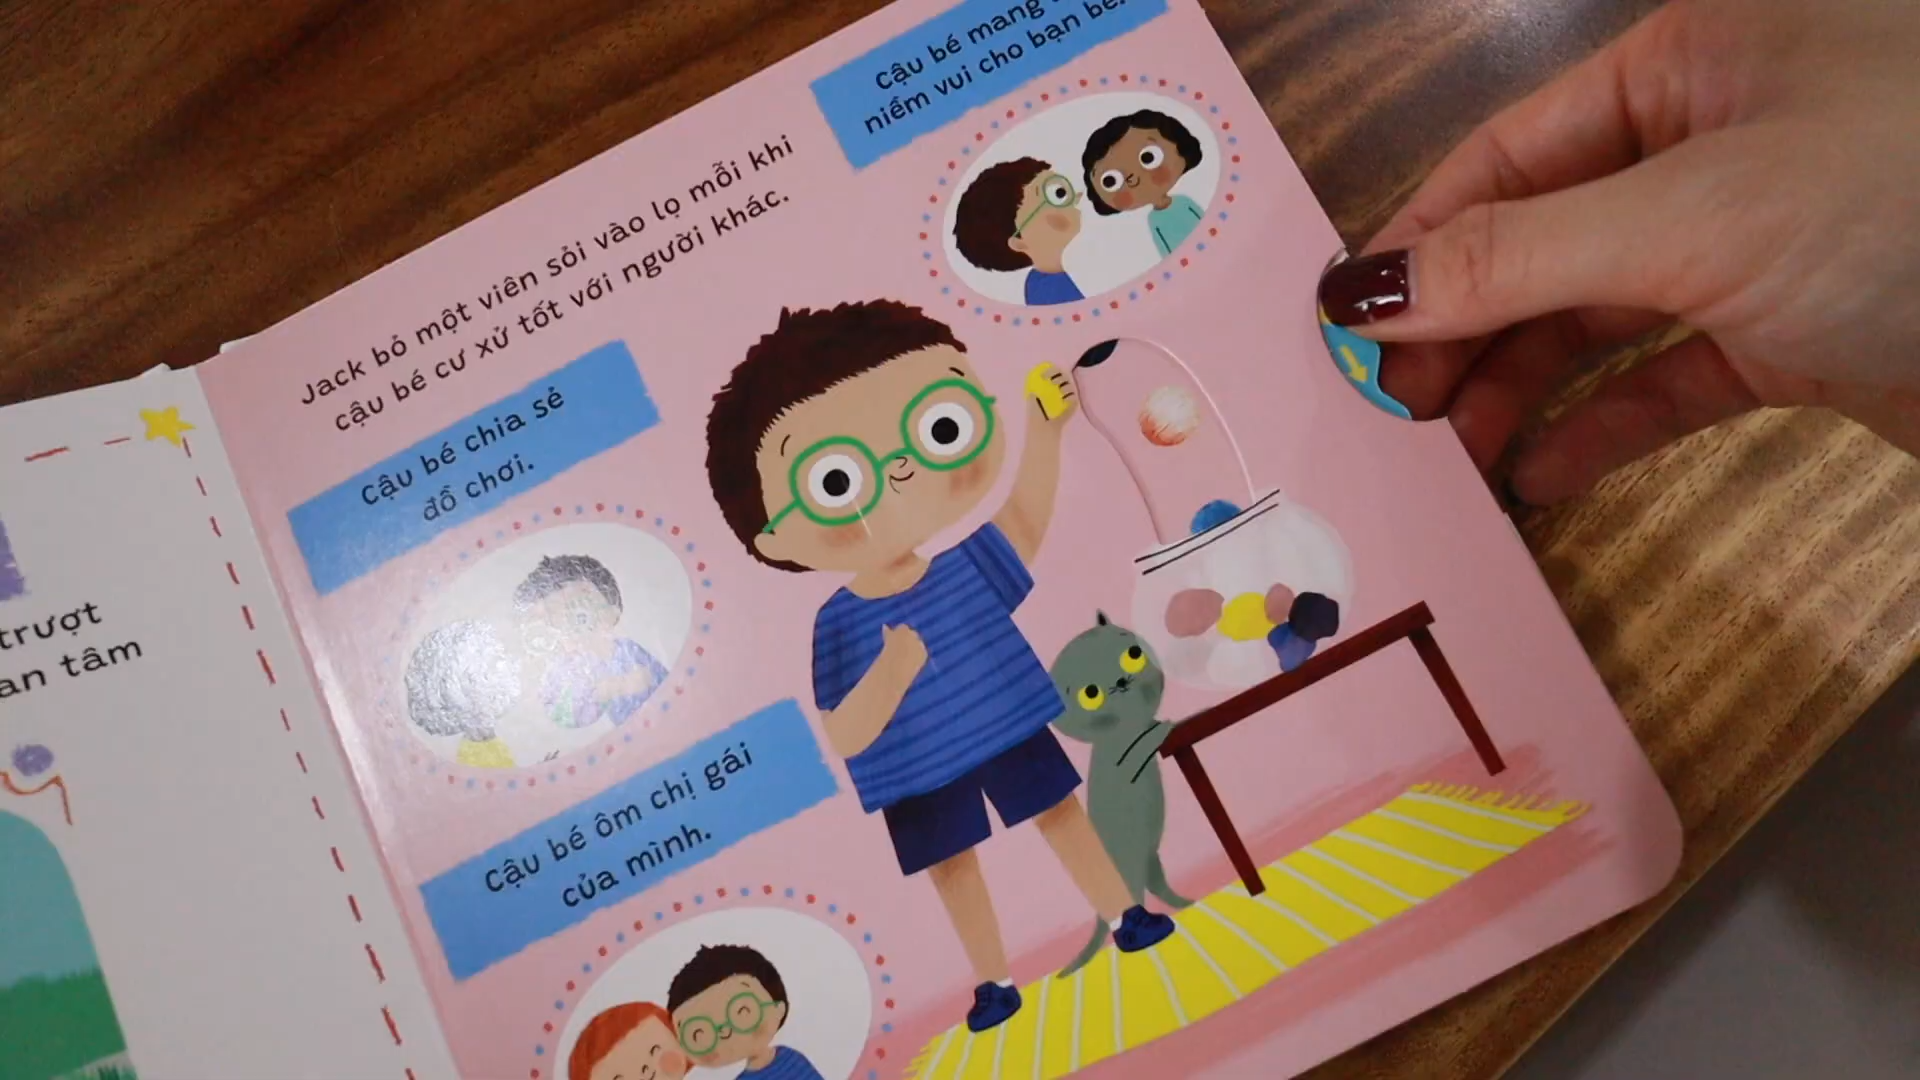 Jack bỏ một viên sỏi vào lọ mỗi khi
cậu bé cư xử tốt với người khác.
Cậu bé mang
niềm vui cho bạn bè.
Cậu bé chia sẻ
đồ chơi.
Cậu bé ôm chị gái
của mình.
trượt
an tâm